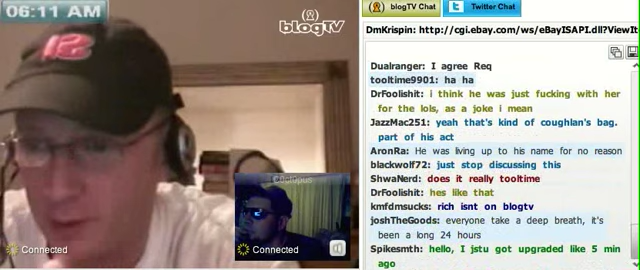 06:11 AM
blogTV
12
C0ol0pus
Connected
Connected
blogTV Chat
Twitter Chat
DmKrispin: http://cgi.ebay.com/ws/eBayISAPI.dll?ViewIt
Dualranger: I agree Req
tooltime9901: ha ha
DrFoolishit: i think he was just fucking with her
for the lols, as a joke i mean
JazzMac251: yeah that's kind of coughlan's bag.
part of his act
AronRa: He was living up to his name for no reason
blackwolf72: just stop discussing this
ShwaNerd: does it really tooltime
DrFoolishit: hes like that
kmfdmsucks: rich isnt on blogtv
joshTheGoods: everyone take a deep breath, it's
been a long 24 hours
Spikesmth: hello, I jstu got upgraded like 5 min
ago